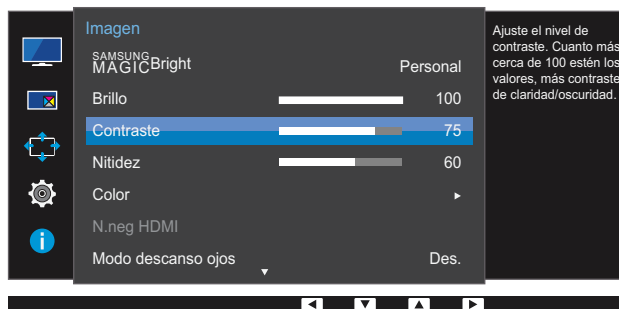 Imagen
SAMSUNG
MAGICBright Personal
Brillo 100
Contraste 75
Nitidez 60
Color
N.neg HDMI
Modo descanso ojos Des.
Ajuste el nivel de
contraste. Cuanto más
cerca de 100 estén los
valores, más contraste
de claridad/oscuridad.